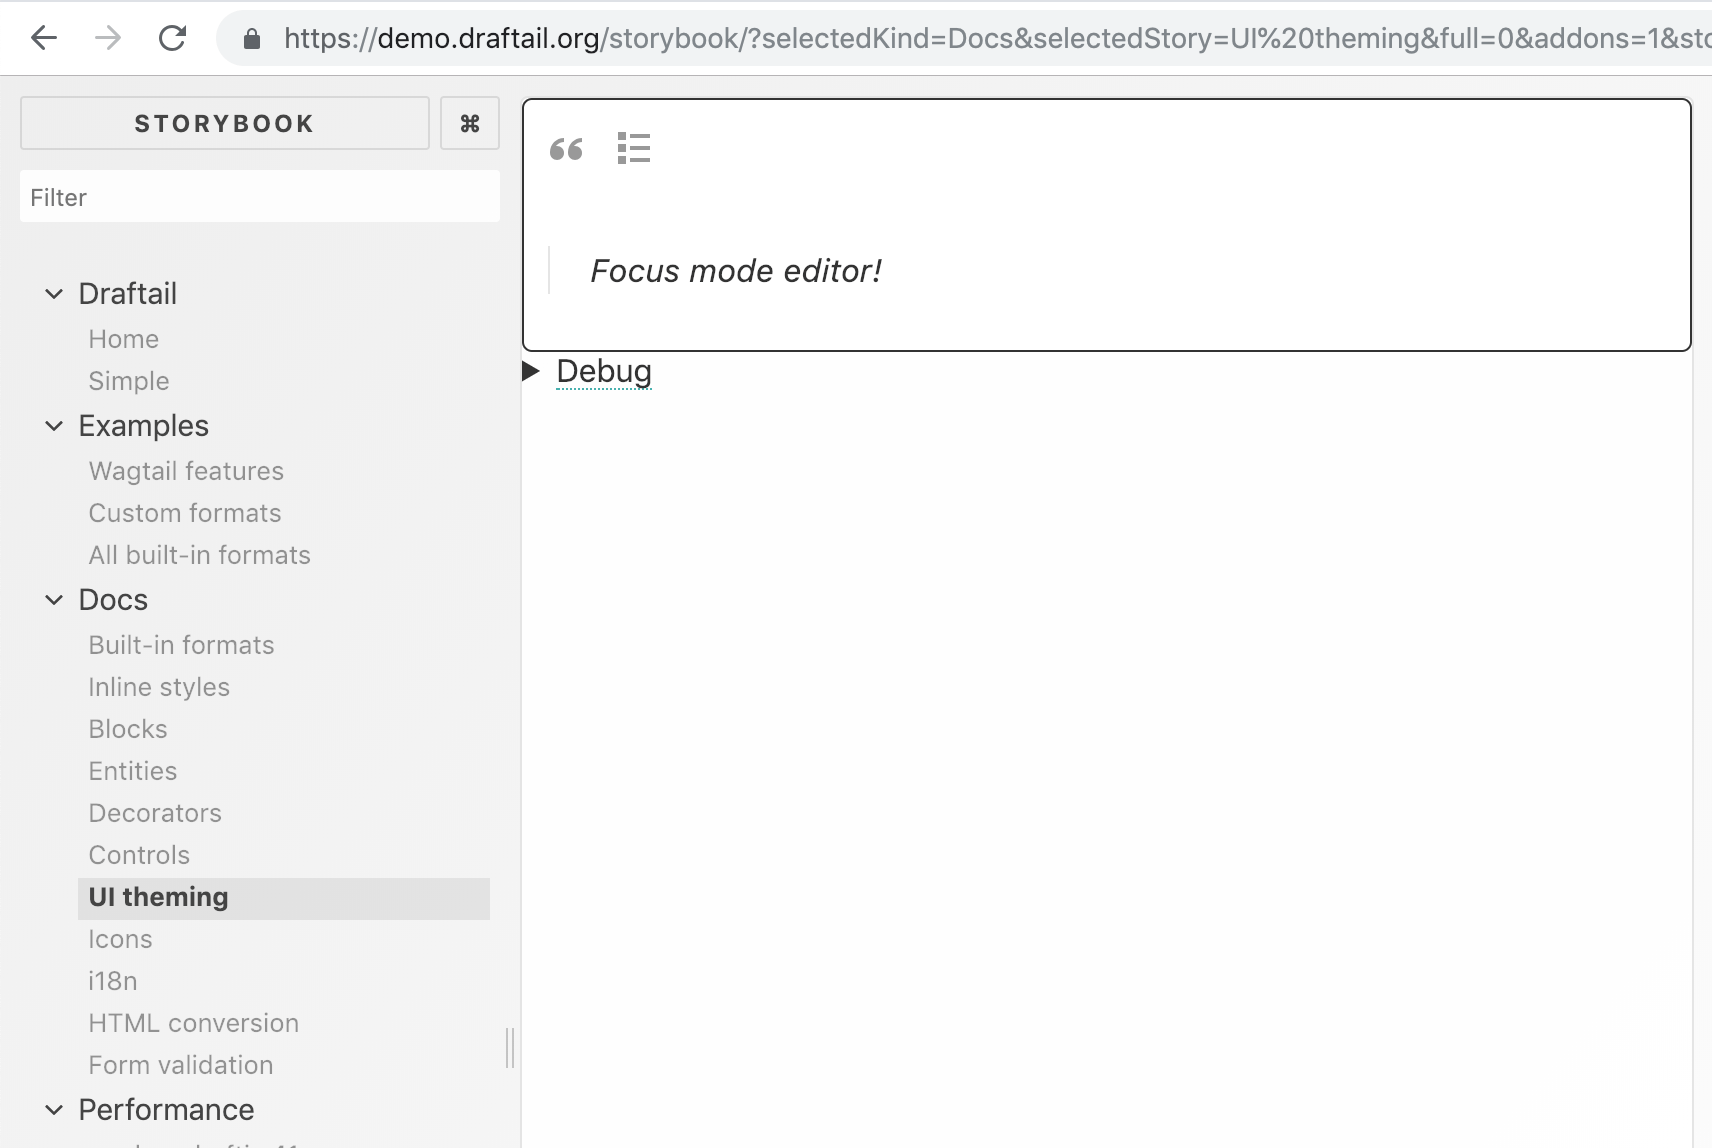 https://demo.draftail.org/storybook/?selectedKind=Docs&selectedStory=UI%20theming&full=0&addons=1&sto
STORYBOOK ⌘
Filter
Draftail
Home
Simple
Examples
Wagtail features
Custom formats
All built-in formats
Docs
Built-in formats
Inline styles
Blocks
Entities
Decorators
Controls
UI theming
Icons
i18n
HTML conversion
Form validation
Performance
Focus mode editor!
Debug